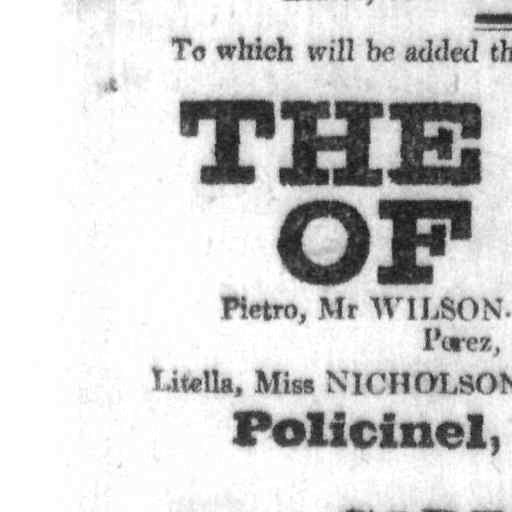 To which will be added th
THE
OF
Pietro, Mr WILSON.
Perez,
Litella, Miss NICHOLSON
Policinel,